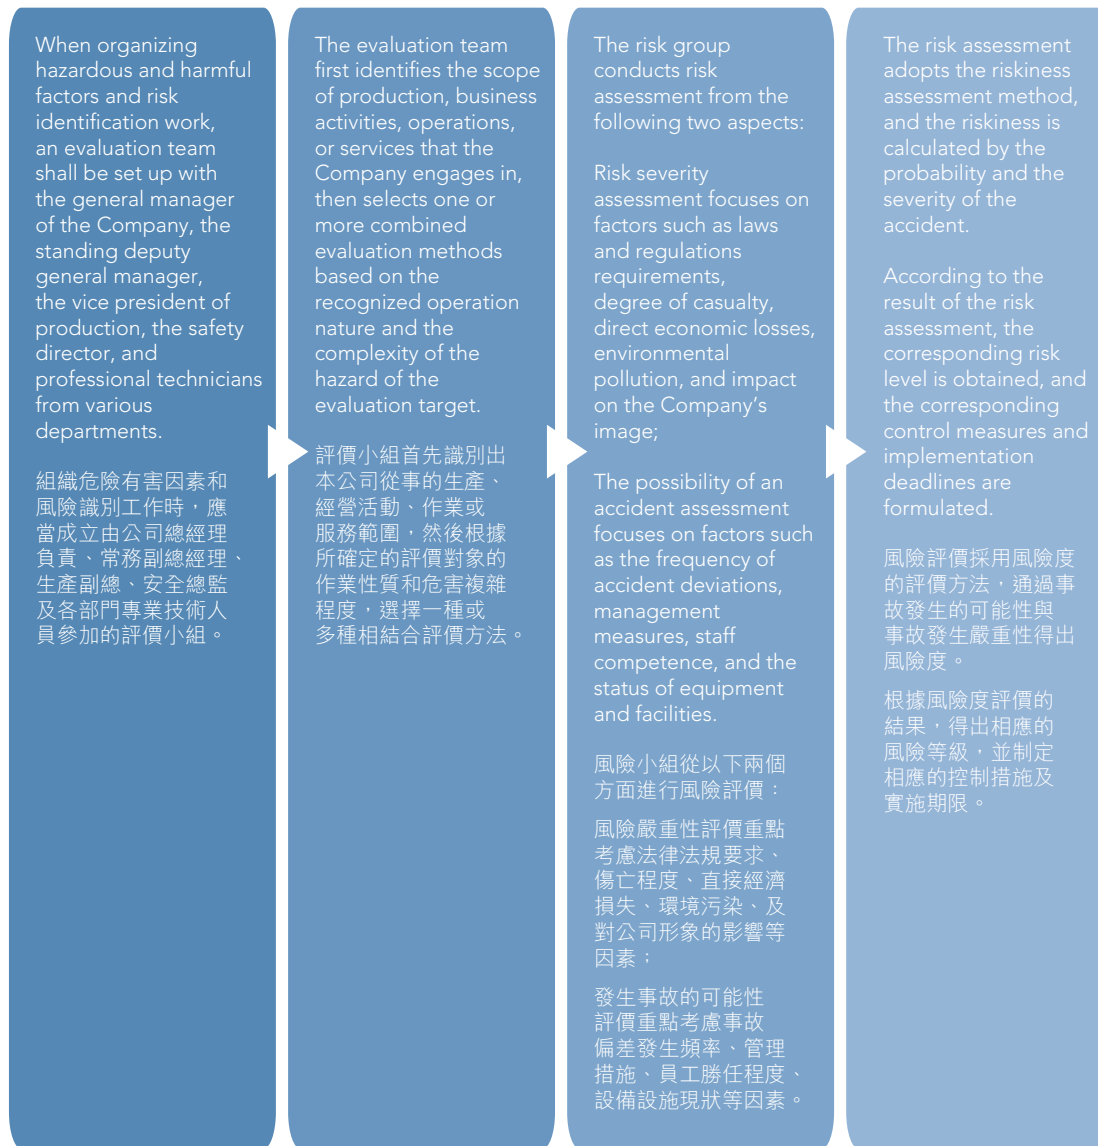 When organizing
hazardous and harmful
factors and risk
identification work,
an evaluation team
shall be set up with
the general manager
of the Company, the
standing deputy
general manager,
the vice president of
production, the safety
director, and
professional technicians
from various
departments.
組織危險有害因素和
風險識別工作時，應
當成立由公司總經理
負責、常務副總經理、
生產副總、安全總監
及各部門專業技術人
員參加的評價小組。
The evaluation team
first identifies the scope
of production, business
activities, operations,
or services that the
Company engages in,
then selects one or
more combined
evaluation methods
based on the
recognized operation
nature and the
complexity of the
hazard of the
evaluation target.
評價小組首先識別出
本公司從事的生產、
經營活動、作業或
服務範圍，然後根據
所確定的評價對象的
作業性質和危害複雜
程度，選擇一種或
多種相結合評價方法。
The risk group
conducts risk
assessment from the
following two aspects:
Risk severity
assessment focuses on
factors such as laws
and regulations
requirements,
degree of casualty,
direct economic losses,
environmental
pollution, and impact
on the Company's
image;
The possibility of an
accident assessment
focuses on factors such
as the frequency of
accident deviations,
management
measures, staff
competence, and the
status of equipment
and facilities.
風險小組從以下兩個
方面進行風險評價：
風險嚴重性評價重點
考慮法律法規要求、
傷亡程度、直接經濟
損失、環境污染、及
對公司形象的影響等
因素；
發生事故的可能性
評價重點考慮事故
偏差發生頻率、管理
措施、員工勝任程度、
設備設施現狀等因素。
The risk assessment
adopts the riskiness
assessment method,
and the riskiness is
calculated by the
probability and the
severity of the
accident.
According to the
result of the risk
assessment, the
corresponding risk
level is obtained, and
the corresponding
control measures and
implementation
deadlines are
formulated.
風險評價採用風險度
的評價方法，通過事
故發生的可能性與
事故發生嚴重性得出
風險度。
根據風險度評價的
結果，得出相應的
風險等級，並制定
相應的控制措施及
實施期限。